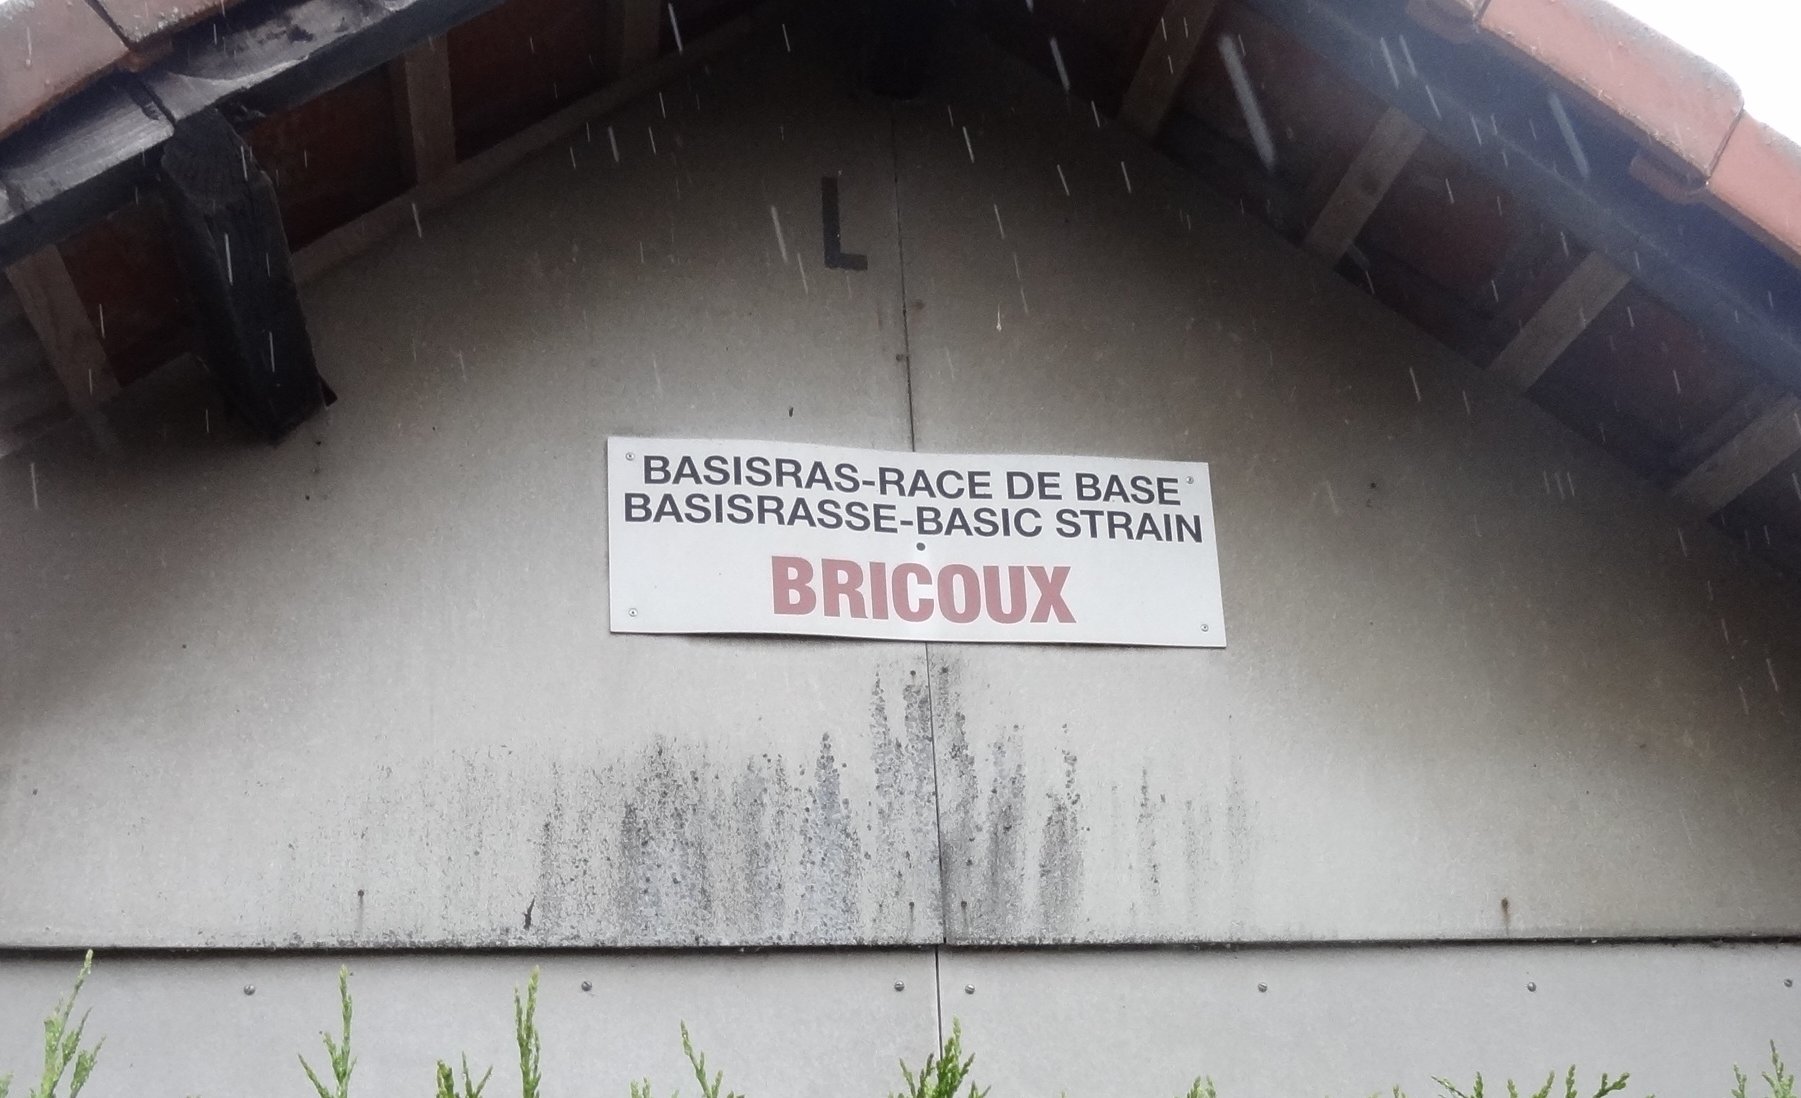 L
BASISRAS-RACE DE BASE
BASISRASSE-BASIC STRAIN
BRICOUX